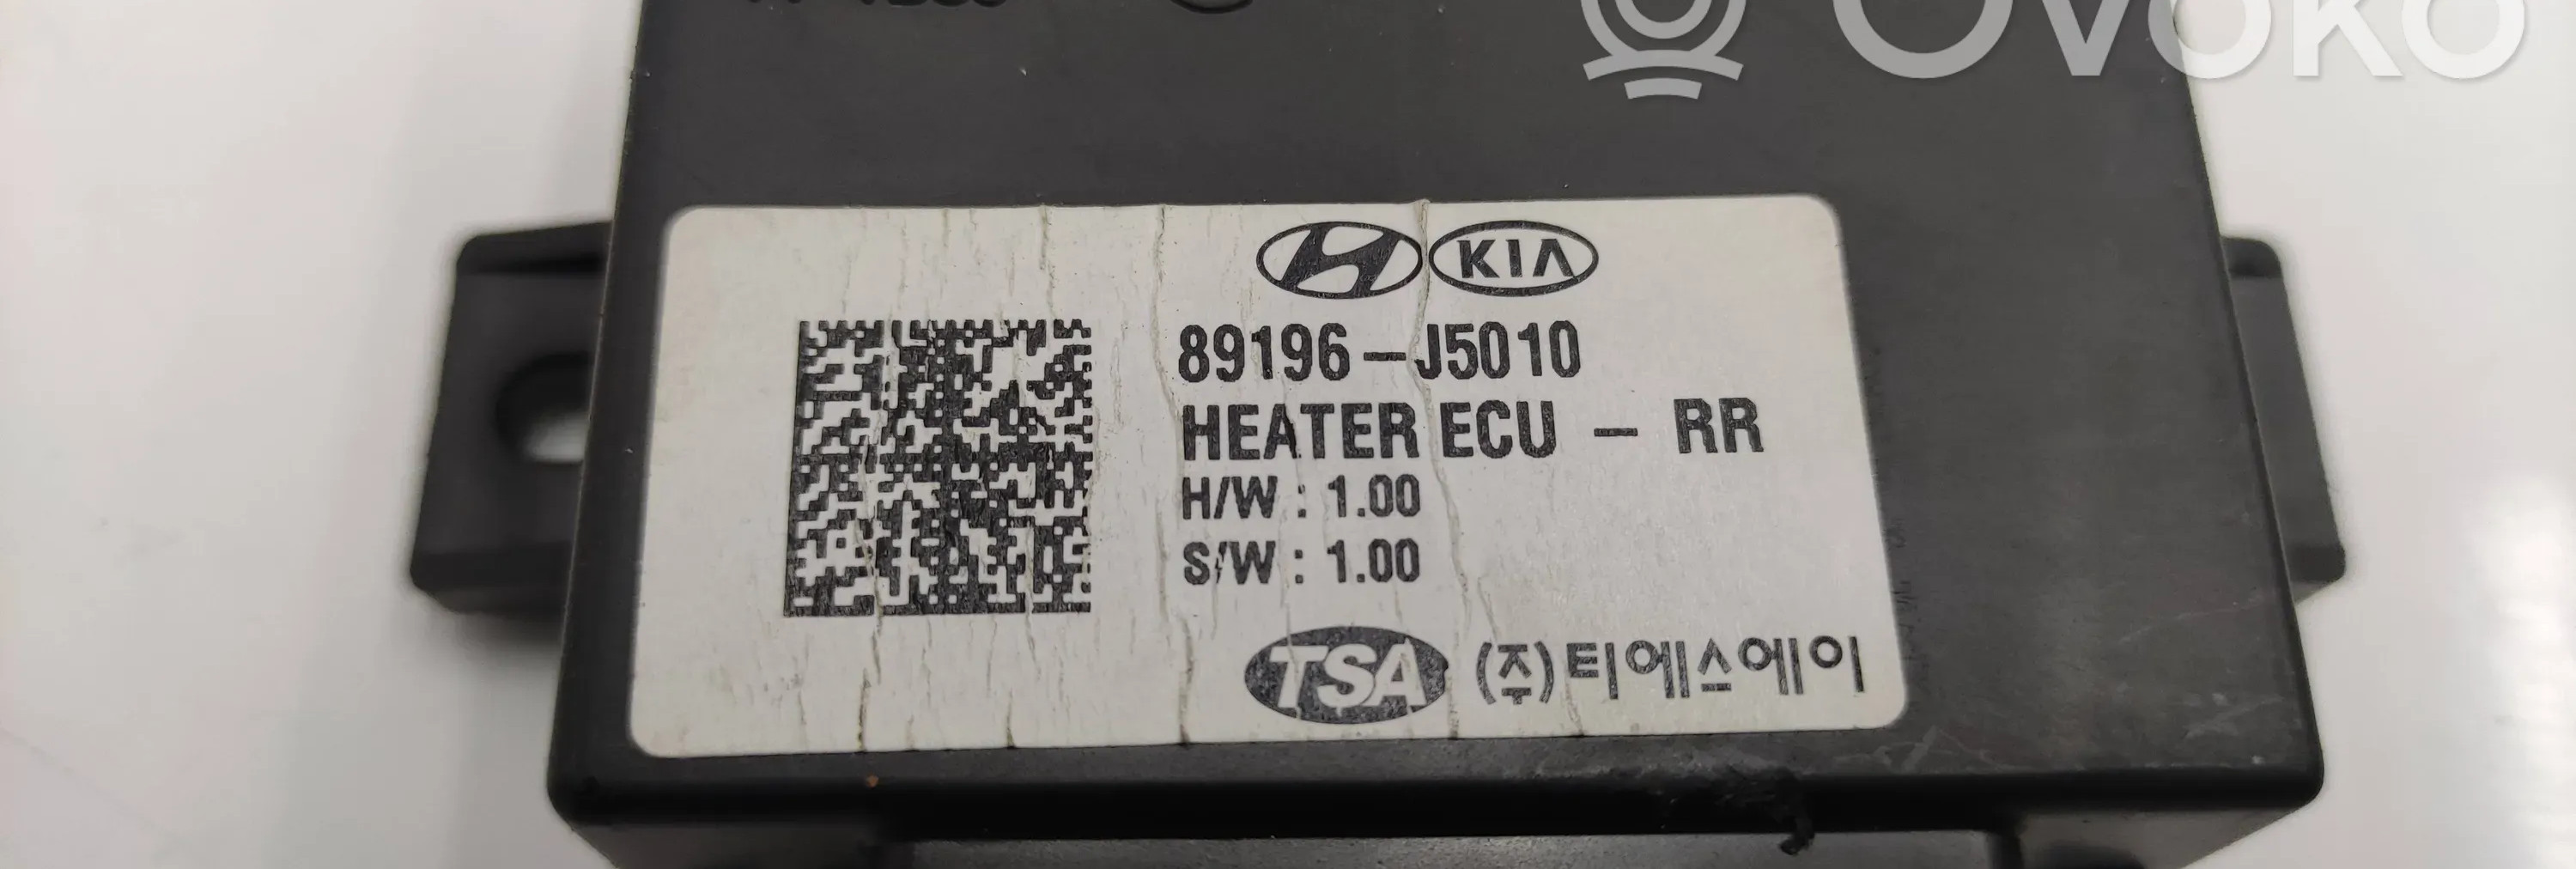 Ovoko
KIA
89196-J5010
HEATER ECU - RR
H/W : 1.00
S/W : 1.00
TSA (주)티에스에이